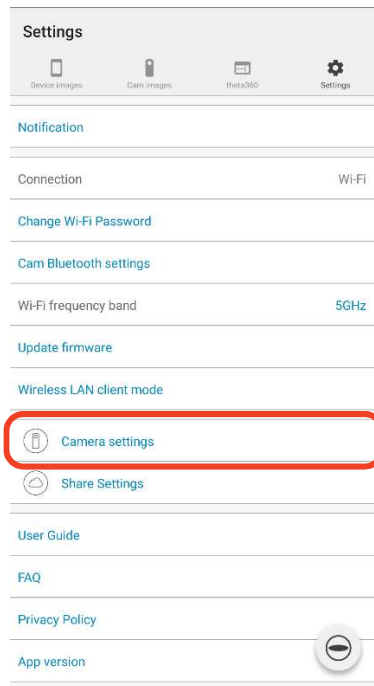 Settings
Device images Cam images theta360 Settings
Notification
Connection Wi-Fi
Change Wi-Fi Password
Cam Bluetooth settings
Wi-Fi frequency band 5GHz
Update firmware
Wireless LAN client mode
Camera settings
Share Settings
User Guide
FAQ
Privacy Policy
App version